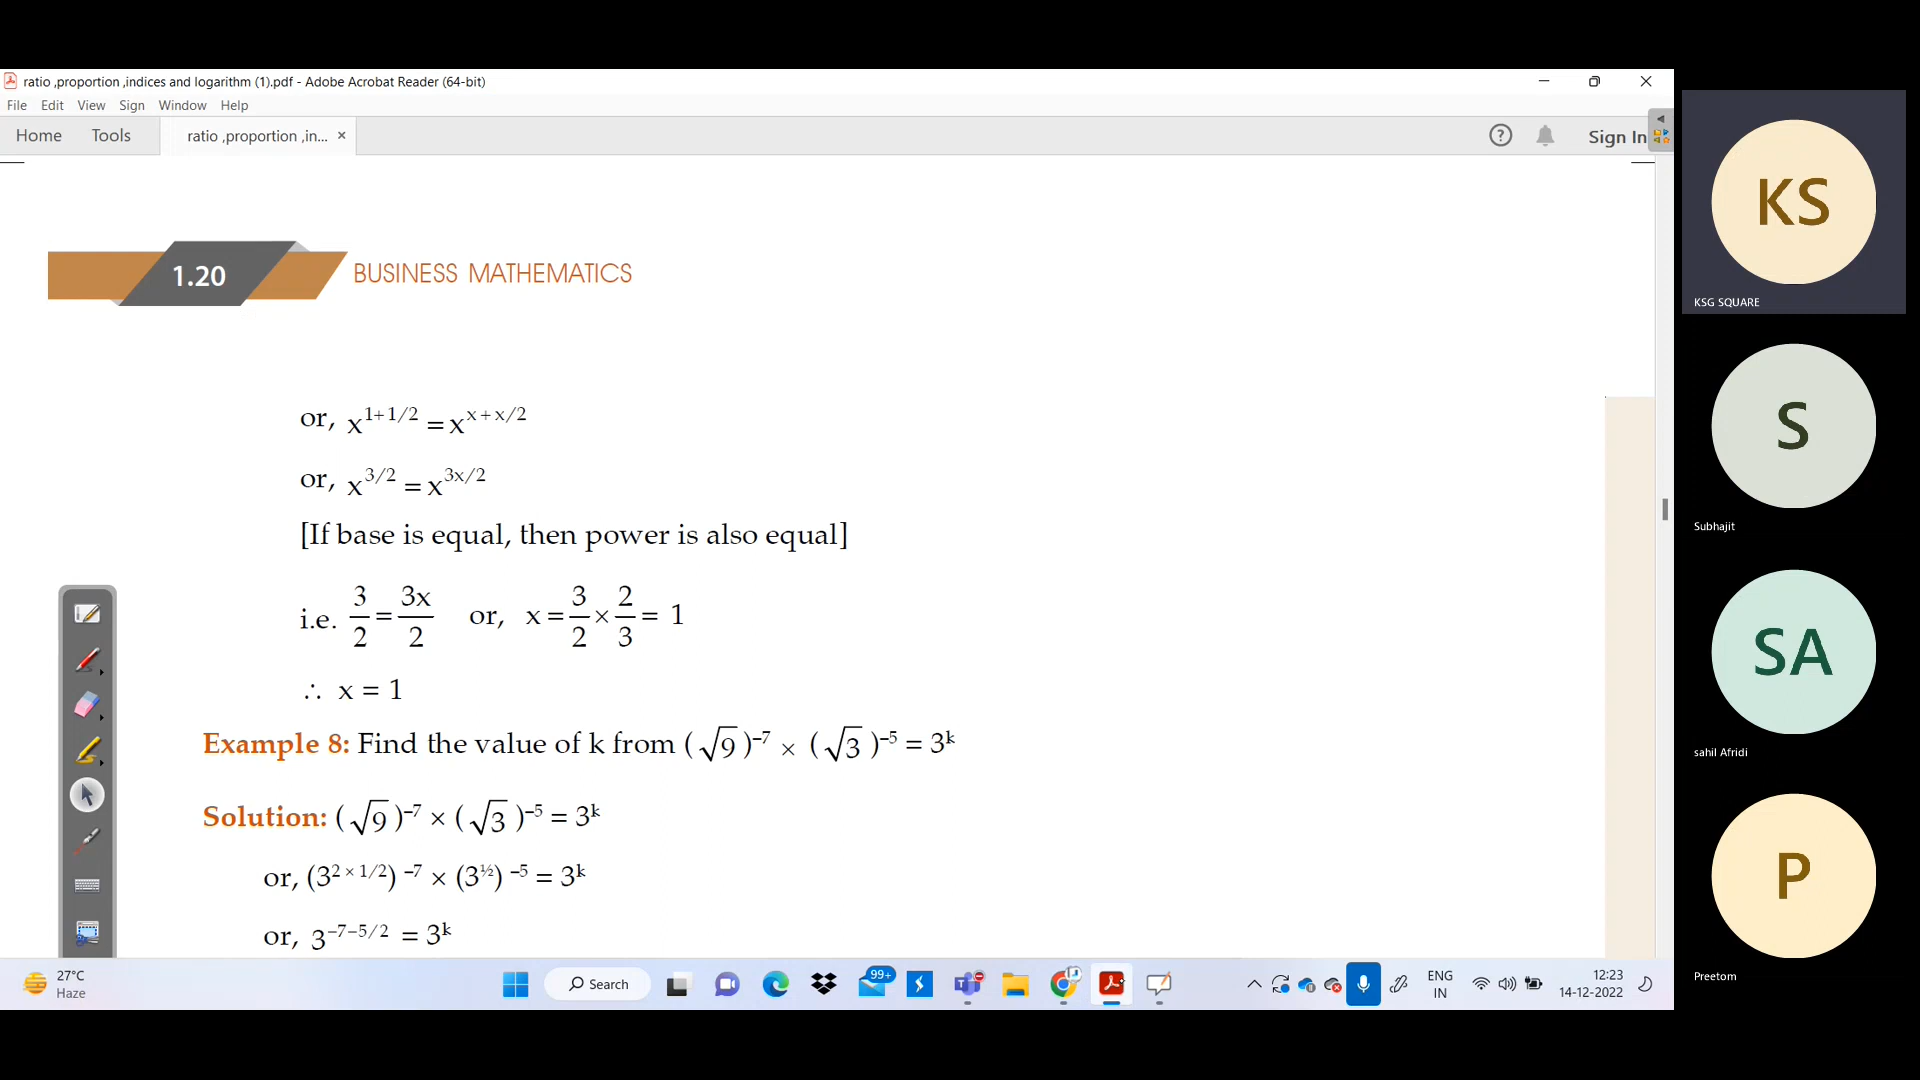 ratio ,proportion ,indices and logarithm (1).pdf - Adobe Acrobat Reader (64-bit)
File Edit View Sign Window Help
Home Tools ratio ,proportion ,in... × Sign In
1.20 BUSINESS MATHEMATICS
or, x^(1+1/2) = x^(x+x/2)
or, x^(3/2) = x^(3x/2)
[If base is equal, then power is also equal]
i.e. 3/2 = 3x/2 or, x = 3/2 × 2/3 = 1
∴ x = 1
Example 8: Find the value of k from (√9)^–7 × (√3)^–5 = 3^k
Solution: (√9)^–7 × (√3)^–5 = 3^k
or, (3^(2 × 1/2))^–7 × (3^½)^–5 = 3^k
or, 3^(–7–5/2) = 3^k
KS
KSG SQUARE
S
Subhajit
SA
sahil Afridi
P
Preetom
27°C
Haze
Search
99+
ENG
IN
12:23
14-12-2022